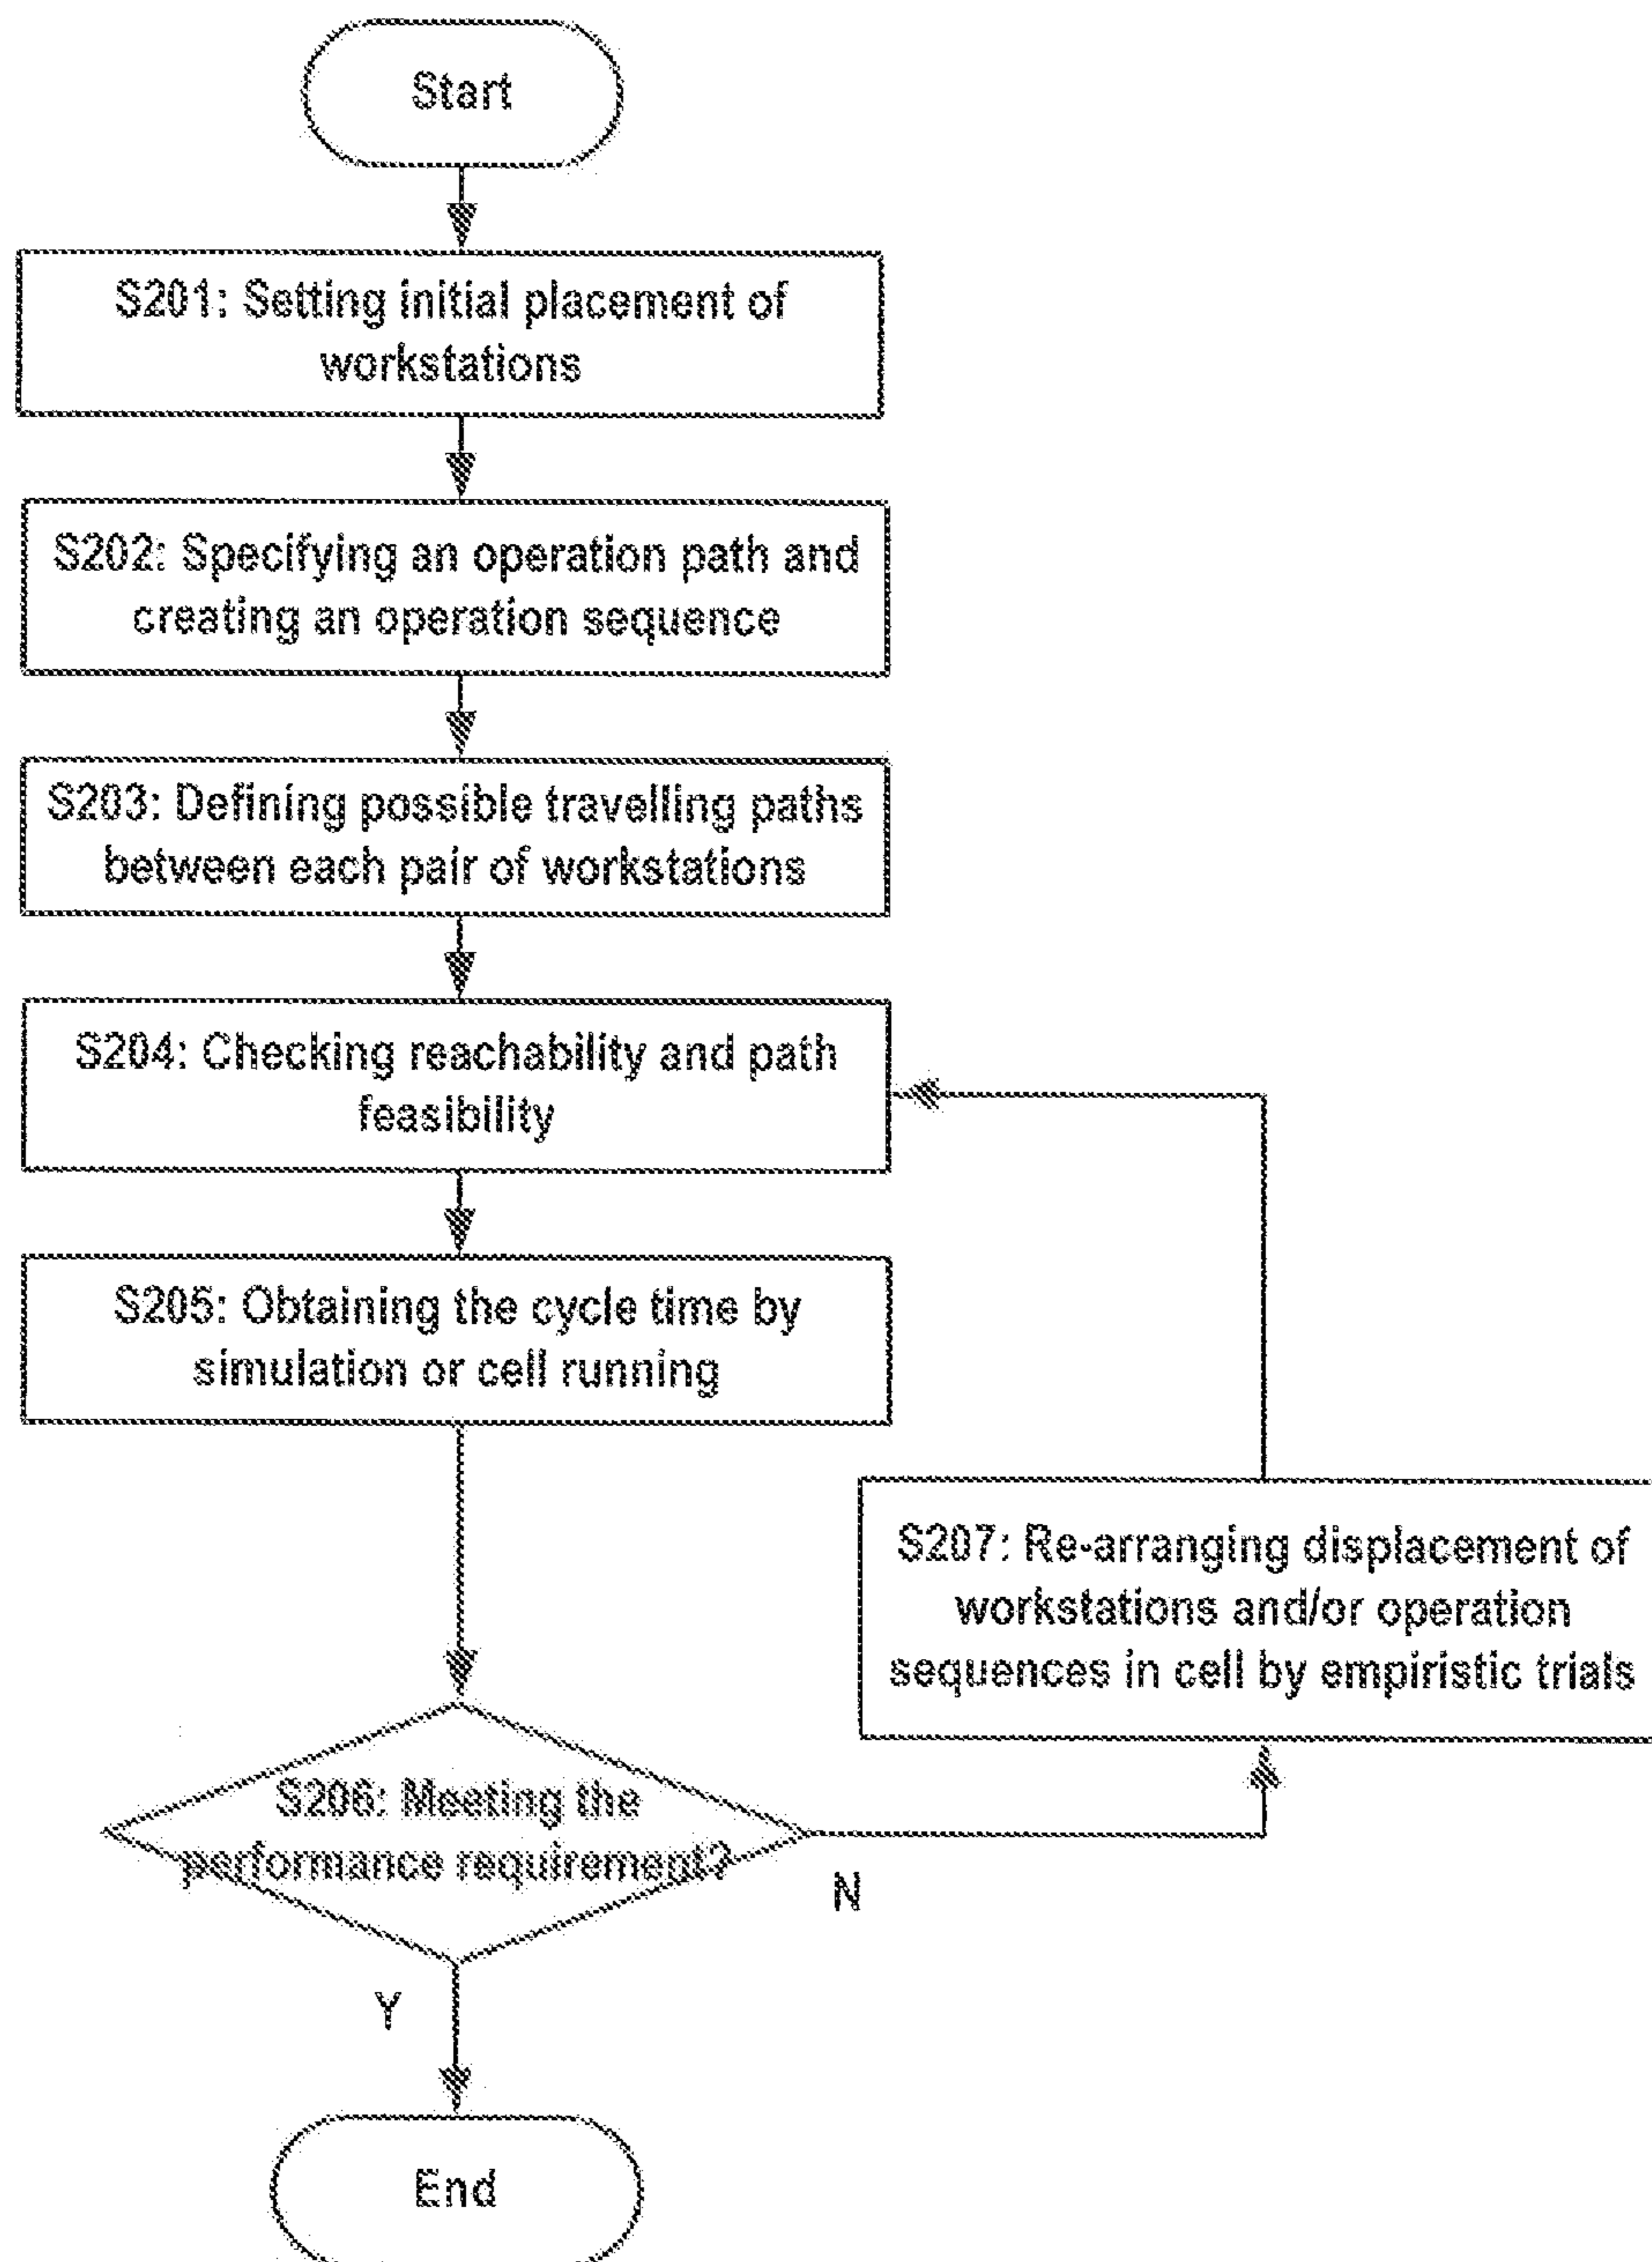 Start
S201: Setting initial placement of
workstations
S202: Specifying an operation path and
creating an operation sequence
S203: Defining possible travelling paths
between each pair of workstations
S204: Checking reachability and path
feasibility
S205: Obtaining the cycle time by
simulation or cell running
S206: Meeting the
performance requirement?
N
S207: Re-arranging displacement of
workstations and/or operation
sequences in cell by empiristic trials
Y
End